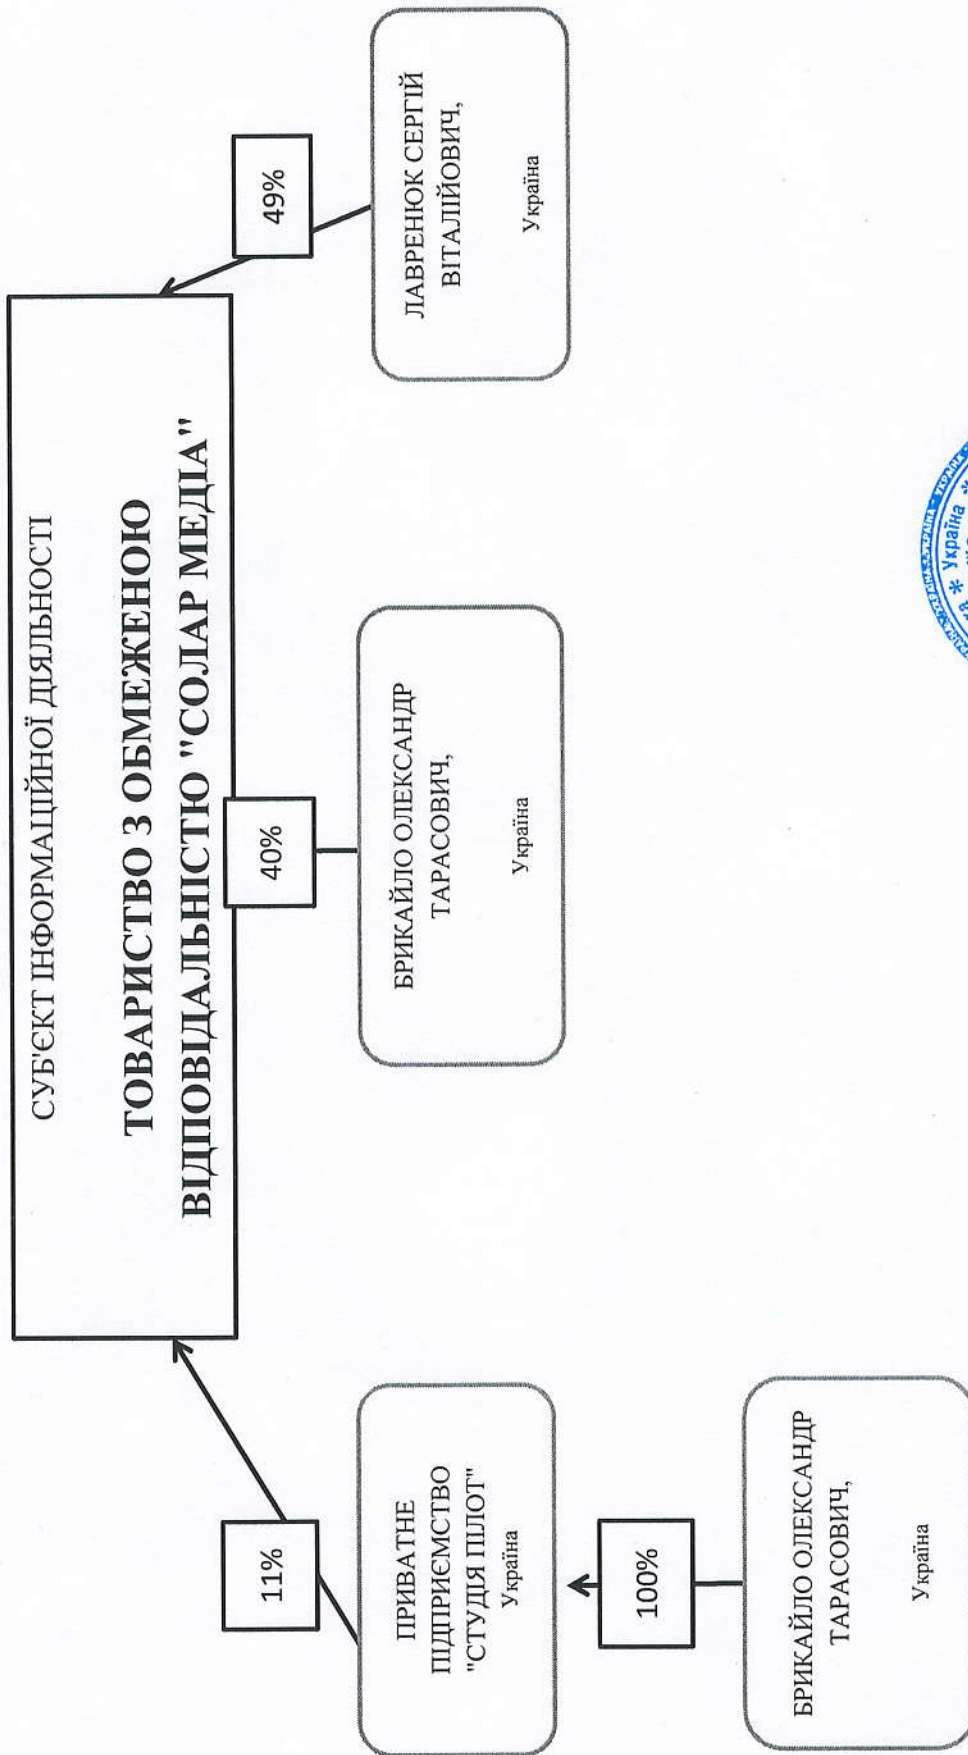 СУБ'ЄКТ ІНФОРМАЦІЙНОЇ ДІЯЛЬНОСТІ
ТОВАРИСТВО З ОБМЕЖЕНОЮ
ВІДПОВІДАЛЬНІСТЮ "СОЛАР МЕДІА"
11%
40%
49%
ПРИВАТНЕ
ПІДПРИЄМСТВО
"СТУДІЯ ПІЛОТ"
Україна
БРИКАЙЛО ОЛЕКСАНДР
ТАРАСОВИЧ,
Україна
ЛАВРЕНЮК СЕРГІЙ
ВІТАЛІЙОВИЧ,
Україна
100%
БРИКАЙЛО ОЛЕКСАНДР
ТАРАСОВИЧ,
Україна
* Україна *